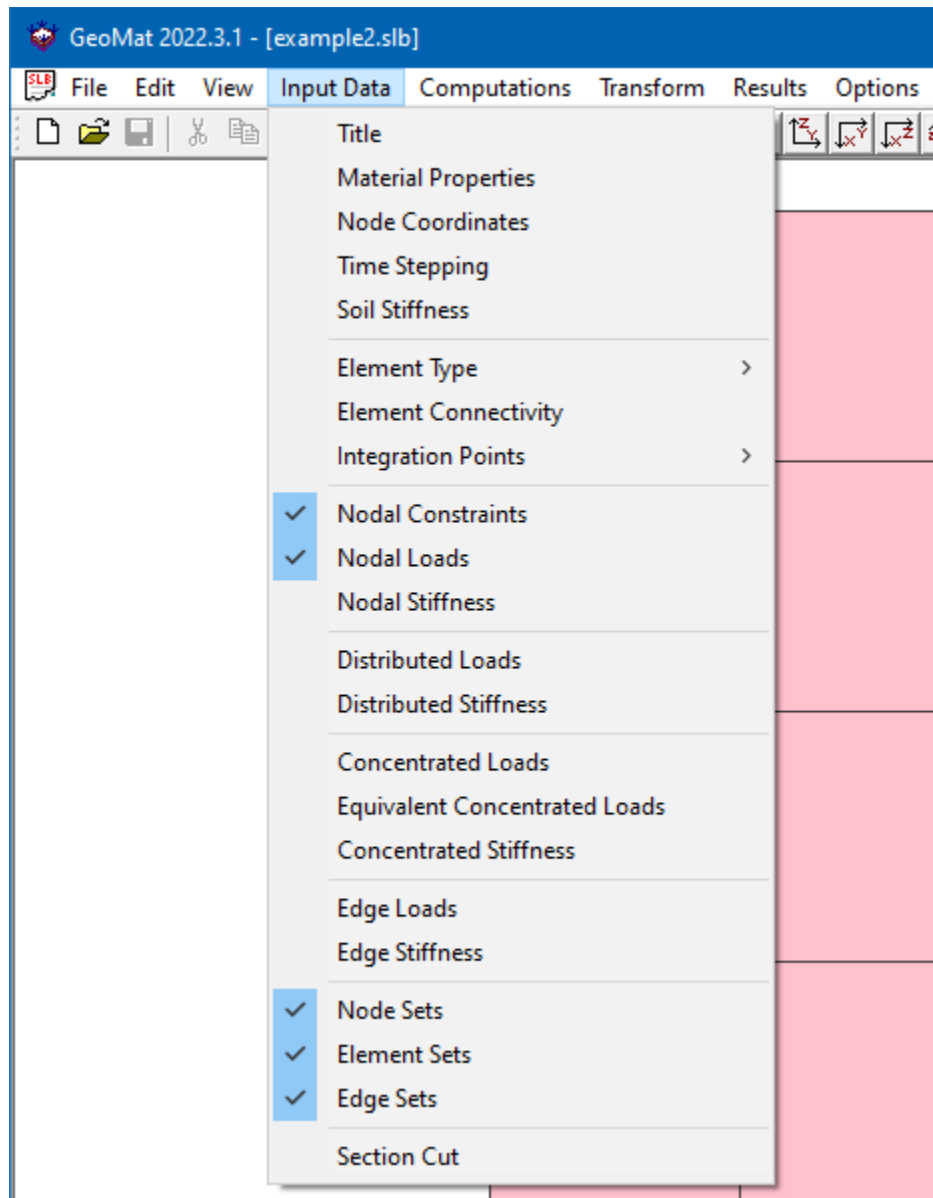 GeoMat 2022.3.1 - [example2.slb]
SLB File Edit View Input Data Computations Transform Results Options
Z Y Y X Z X
Title
Material Properties
Node Coordinates
Time Stepping
Soil Stiffness
Element Type
Element Connectivity
Integration Points
Nodal Constraints
Nodal Loads
Nodal Stiffness
Distributed Loads
Distributed Stiffness
Concentrated Loads
Equivalent Concentrated Loads
Concentrated Stiffness
Edge Loads
Edge Stiffness
Node Sets
Element Sets
Edge Sets
Section Cut